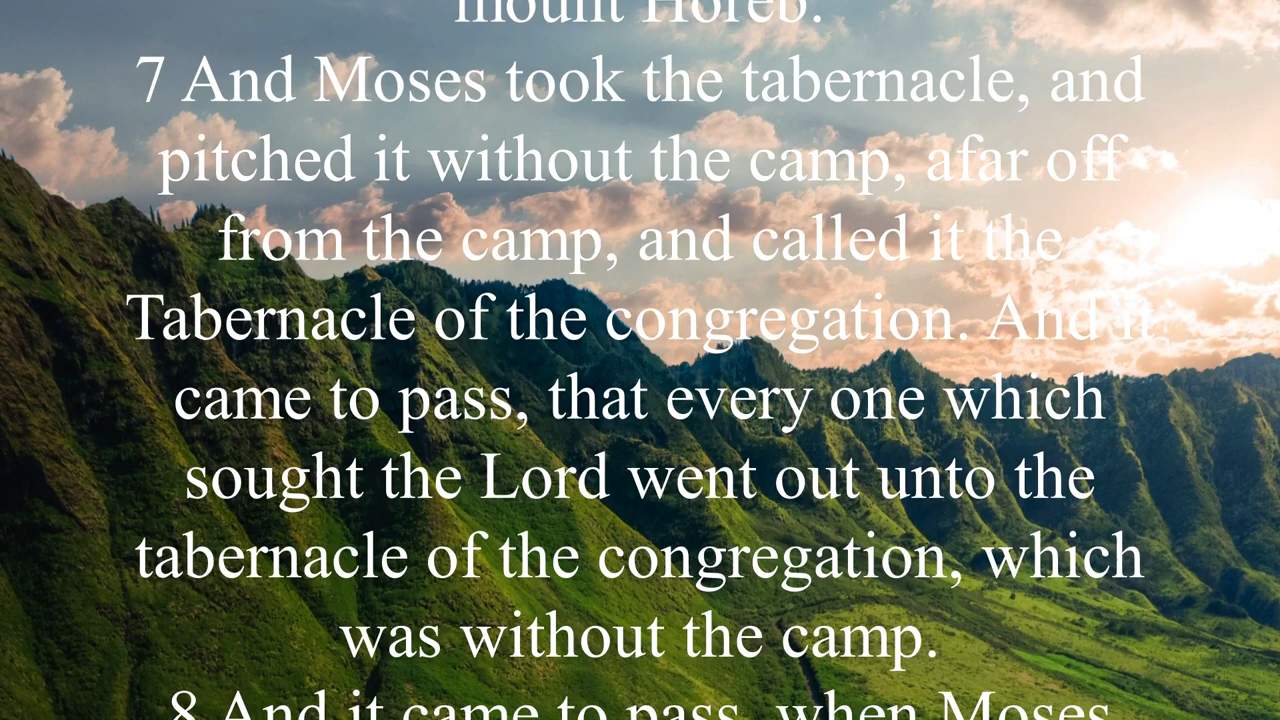 mount Horeb.
7 And Moses took the tabernacle, and
pitched it without the camp, afar off
from the camp, and called it the
Tabernacle of the congregation. And it
came to pass, that every one which
sought the Lord went out unto the
tabernacle of the congregation, which
was without the camp.
8 And it came to pass, when Moses